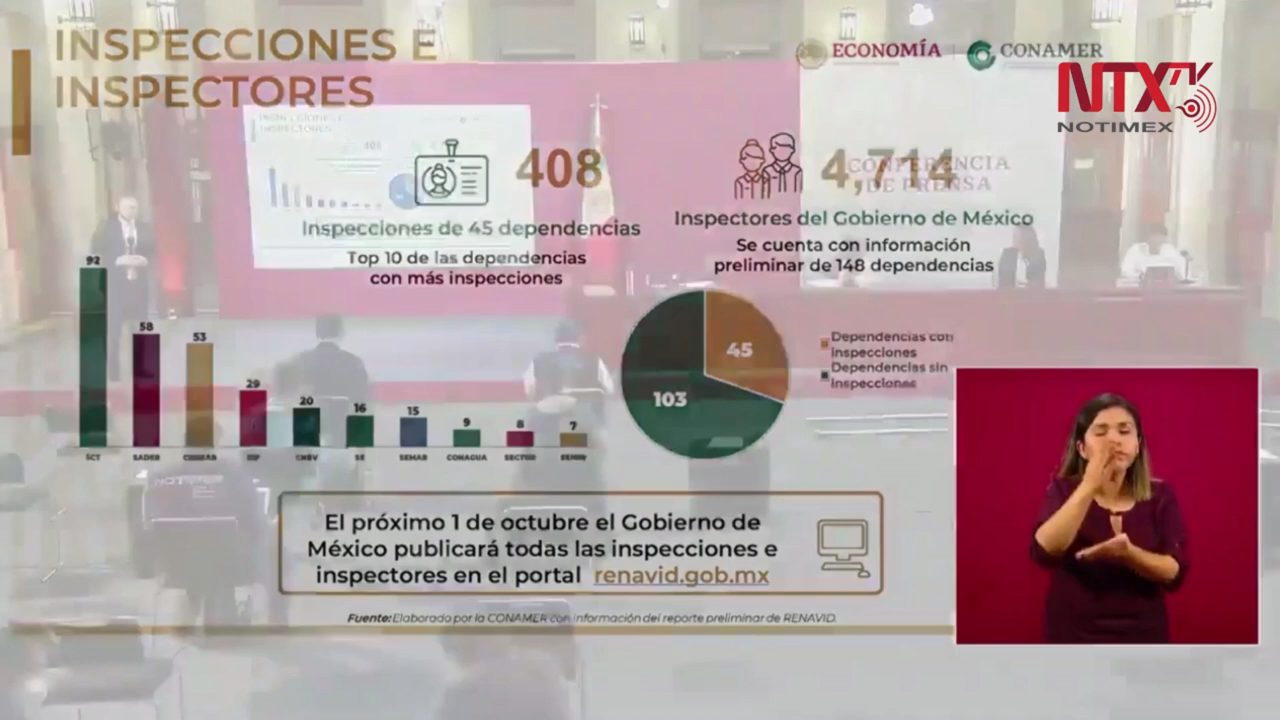 INSPECCIONES E
INSPECTORES
ECONOMÍA
CONAMER
NTX TV
NOTIMEX
408
Inspecciones de 45 dependencias
Top 10 de las dependencias
con más inspecciones
4,714
CONFERENCIA
DE PRENSA
Inspectores del Gobierno de México
Se cuenta con información
preliminar de 148 dependencias
92
58
53
29
20
16
15
9
8
7
SCT
SADER
CNBV
SE
SEMAR
CONAGUA
SECTUR
45
103
Dependencias con
Inspecciones
Dependencias sin
Inspecciones
El próximo 1 de octubre el Gobierno de
México publicará todas las inspecciones e
inspectores en el portal renavid.gob.mx
Fuente: Elaborado por la CONAMER con información del reporte preliminar de RENAVID.